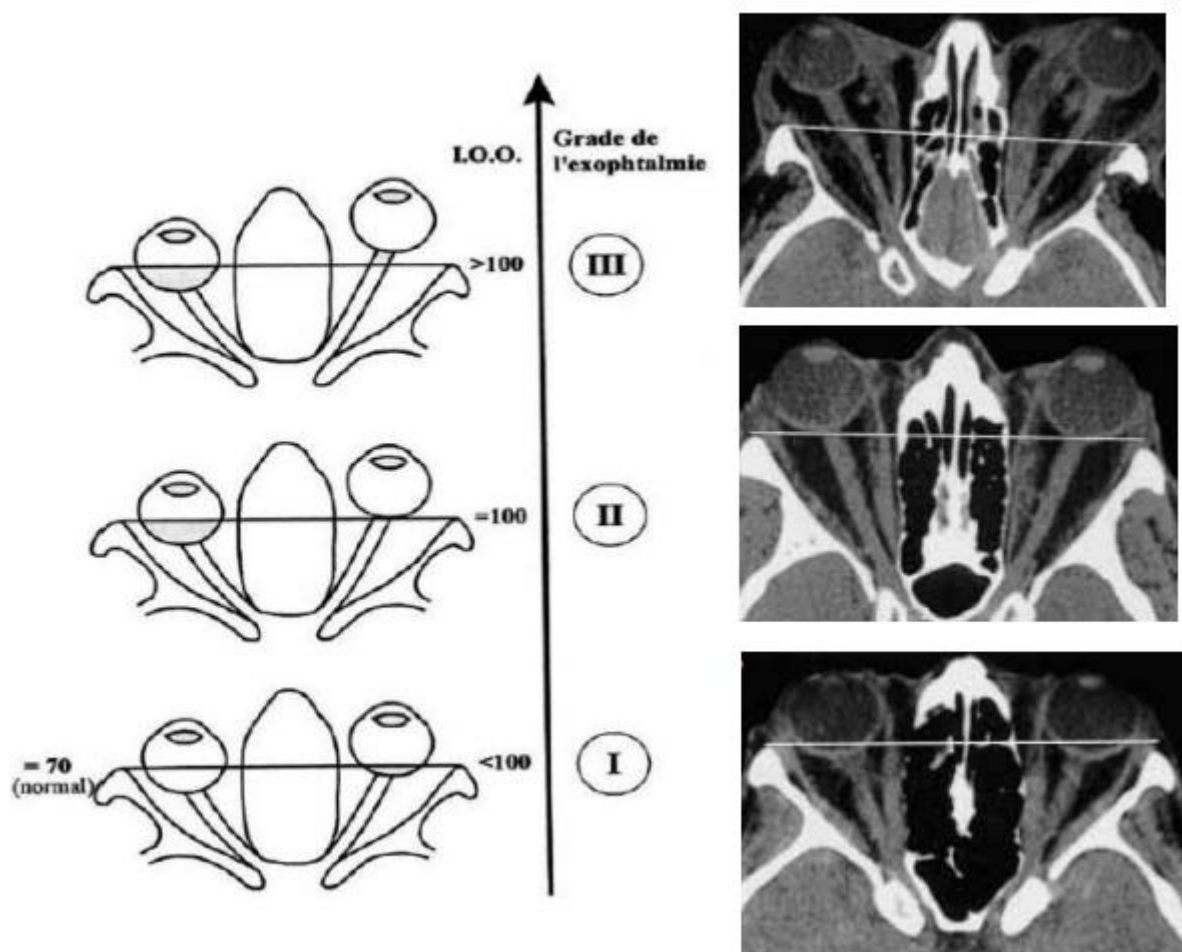 I.O.O.
Grade de
l'exophtalmie
>100
III
=100
II
= 70
(normal)
<100
I